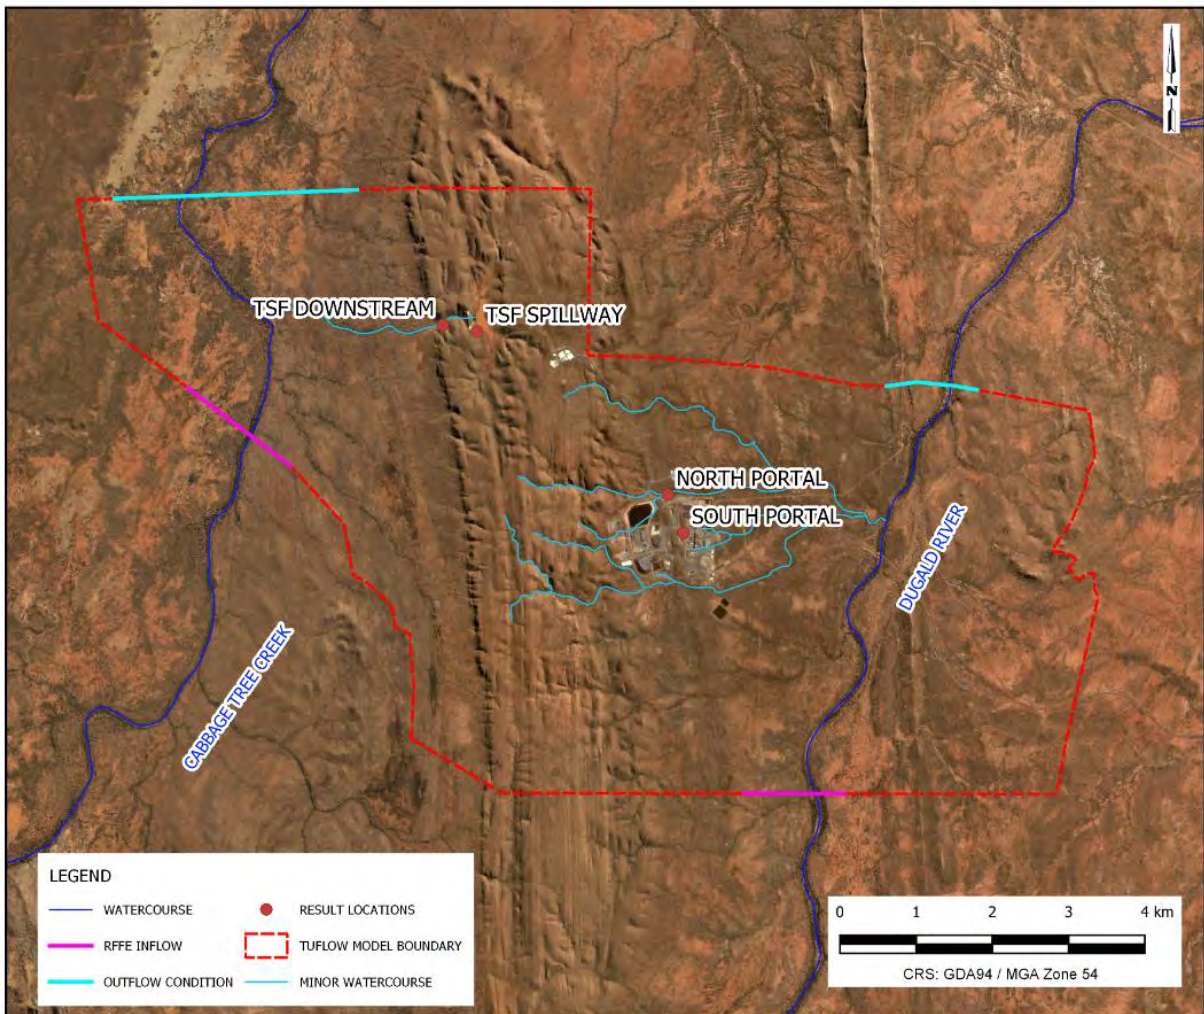 N
TSF DOWNSTREAM
TSF SPILLWAY
NORTH PORTAL
SOUTH PORTAL
DUGALD RIVER
CABBAGE TREE CREEK
LEGEND
WATERCOURSE
RESULT LOCATIONS
RFFE INFLOW
TUFLOW MODEL BOUNDARY
OUTFLOW CONDITION
MINOR WATERCOURSE
0 1 2 3 4 km
CRS: GDA94 / MGA Zone 54